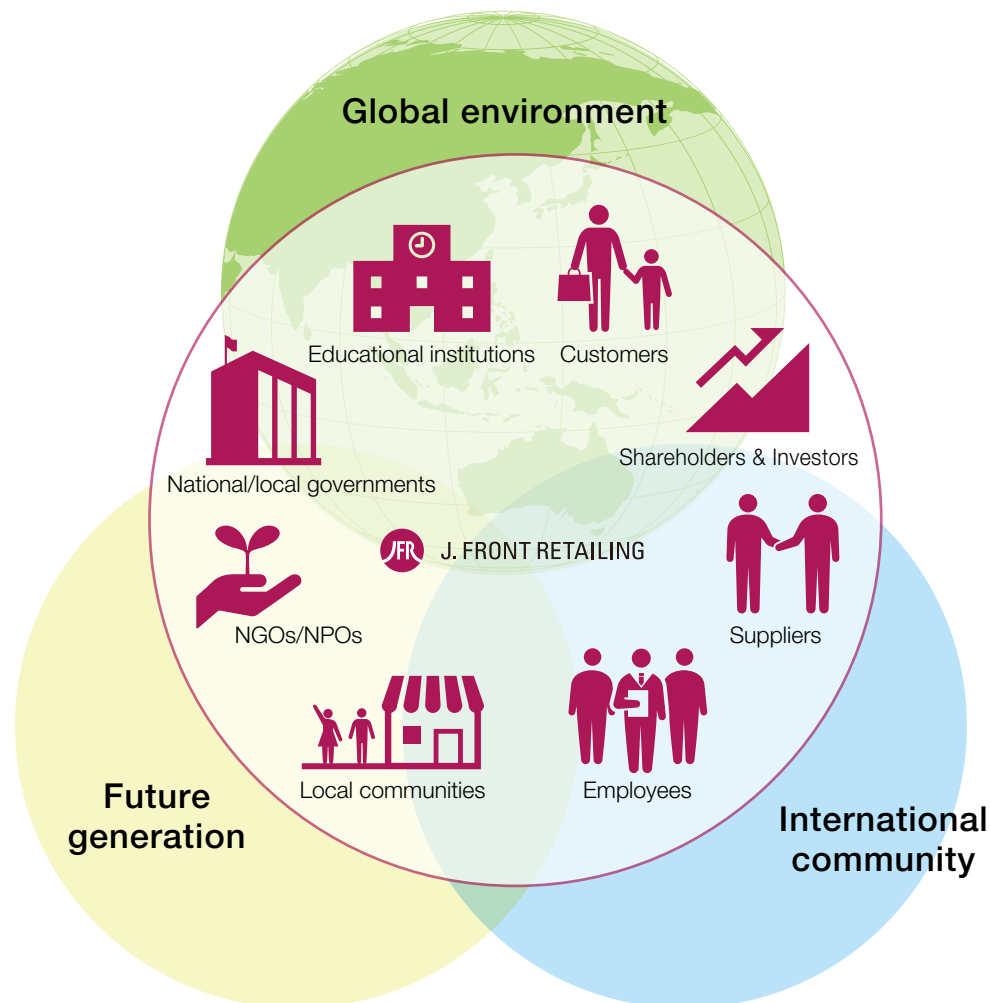 Global environment
Educational institutions
Customers
Shareholders & Investors
National/local governments
JFR J. FRONT RETAILING
NGOs/NPOs
Suppliers
Local communities
Employees
Future
generation
International
community